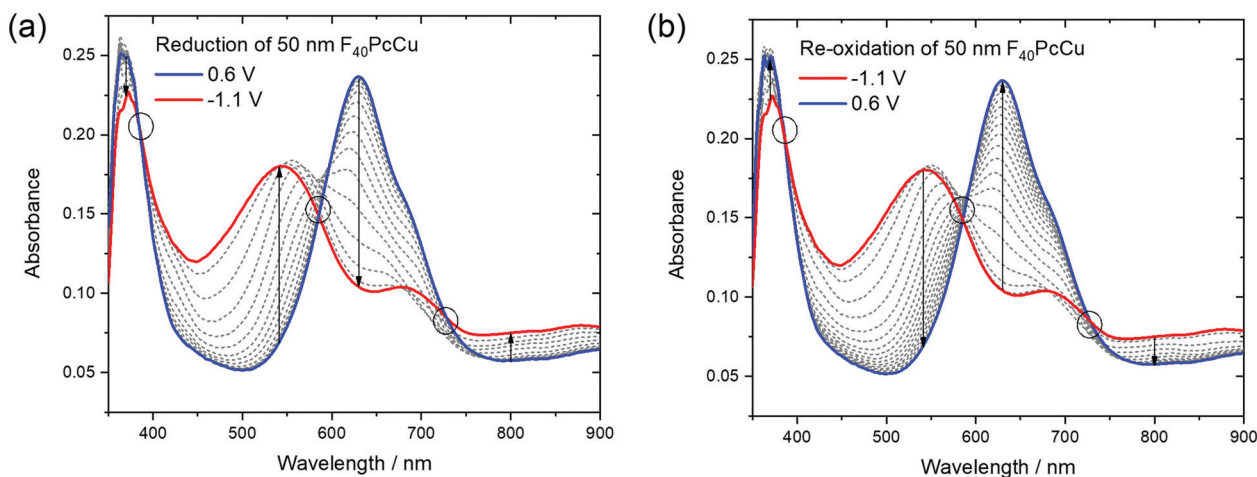 (a)
Reduction of 50 nm F₄₀PcCu
0.6 V
-1.1 V
0.25
0.20
0.15
0.10
0.05
Absorbance
400 500 600 700 800 900
Wavelength / nm
(b)
Re-oxidation of 50 nm F₄₀PcCu
-1.1 V
0.6 V
0.25
0.20
0.15
0.10
0.05
Absorbance
400 500 600 700 800 900
Wavelength / nm